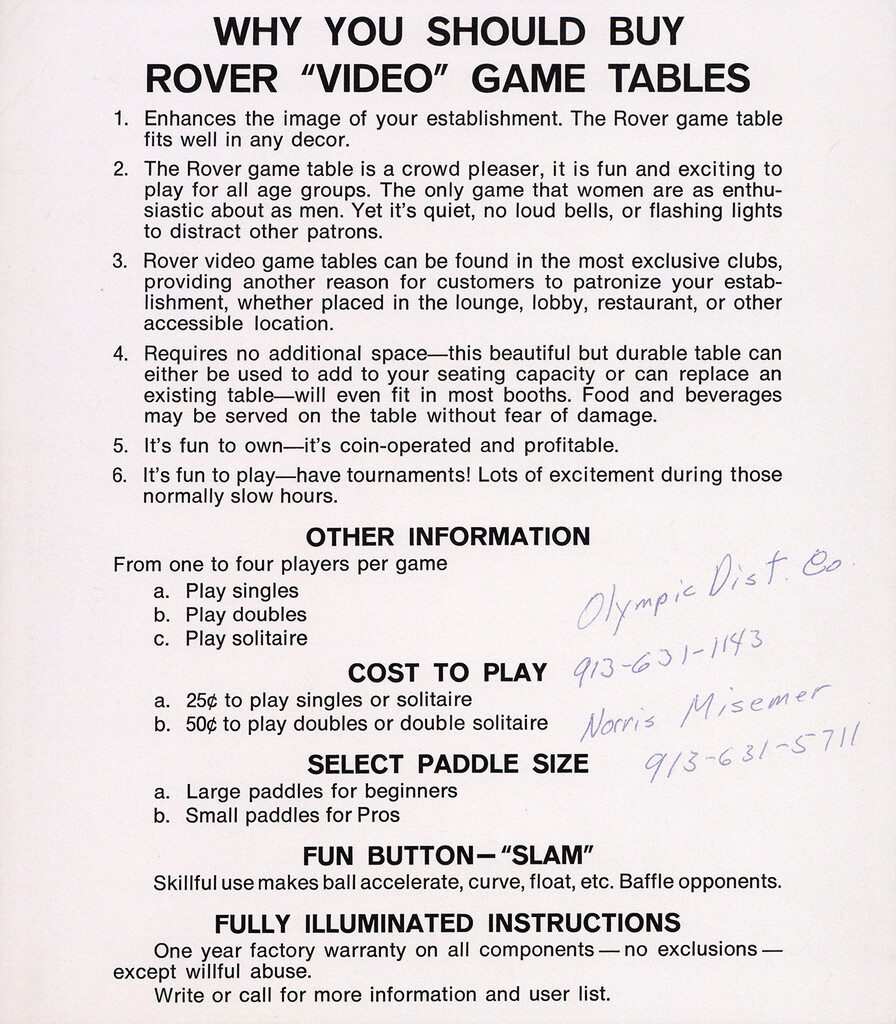 WHY YOU SHOULD BUY
ROVER “VIDEO” GAME TABLES
1. Enhances the image of your establishment. The Rover game table
fits well in any decor.
2. The Rover game table is a crowd pleaser, it is fun and exciting to
play for all age groups. The only game that women are as enthu-
siastic about as men. Yet it’s quiet, no loud bells, or flashing lights
to distract other patrons.
3. Rover video game tables can be found in the most exclusive clubs,
providing another reason for customers to patronize your estab-
lishment, whether placed in the lounge, lobby, restaurant, or other
accessible location.
4. Requires no additional space—this beautiful but durable table can
either be used to add to your seating capacity or can replace an
existing table—will even fit in most booths. Food and beverages
may be served on the table without fear of damage.
5. It’s fun to own—it’s coin-operated and profitable.
6. It’s fun to play—have tournaments! Lots of excitement during those
normally slow hours.
OTHER INFORMATION
From one to four players per game
a. Play singles
b. Play doubles
c. Play solitaire
Olympic Dist. Co.
913-631-1143
Norris Misemer
913-631-5711
COST TO PLAY
a. 25¢ to play singles or solitaire
b. 50¢ to play doubles or double solitaire
SELECT PADDLE SIZE
a. Large paddles for beginners
b. Small paddles for Pros
FUN BUTTON—“SLAM”
Skillful use makes ball accelerate, curve, float, etc. Baffle opponents.
FULLY ILLUMINATED INSTRUCTIONS
One year factory warranty on all components — no exclusions —
except willful abuse.
Write or call for more information and user list.